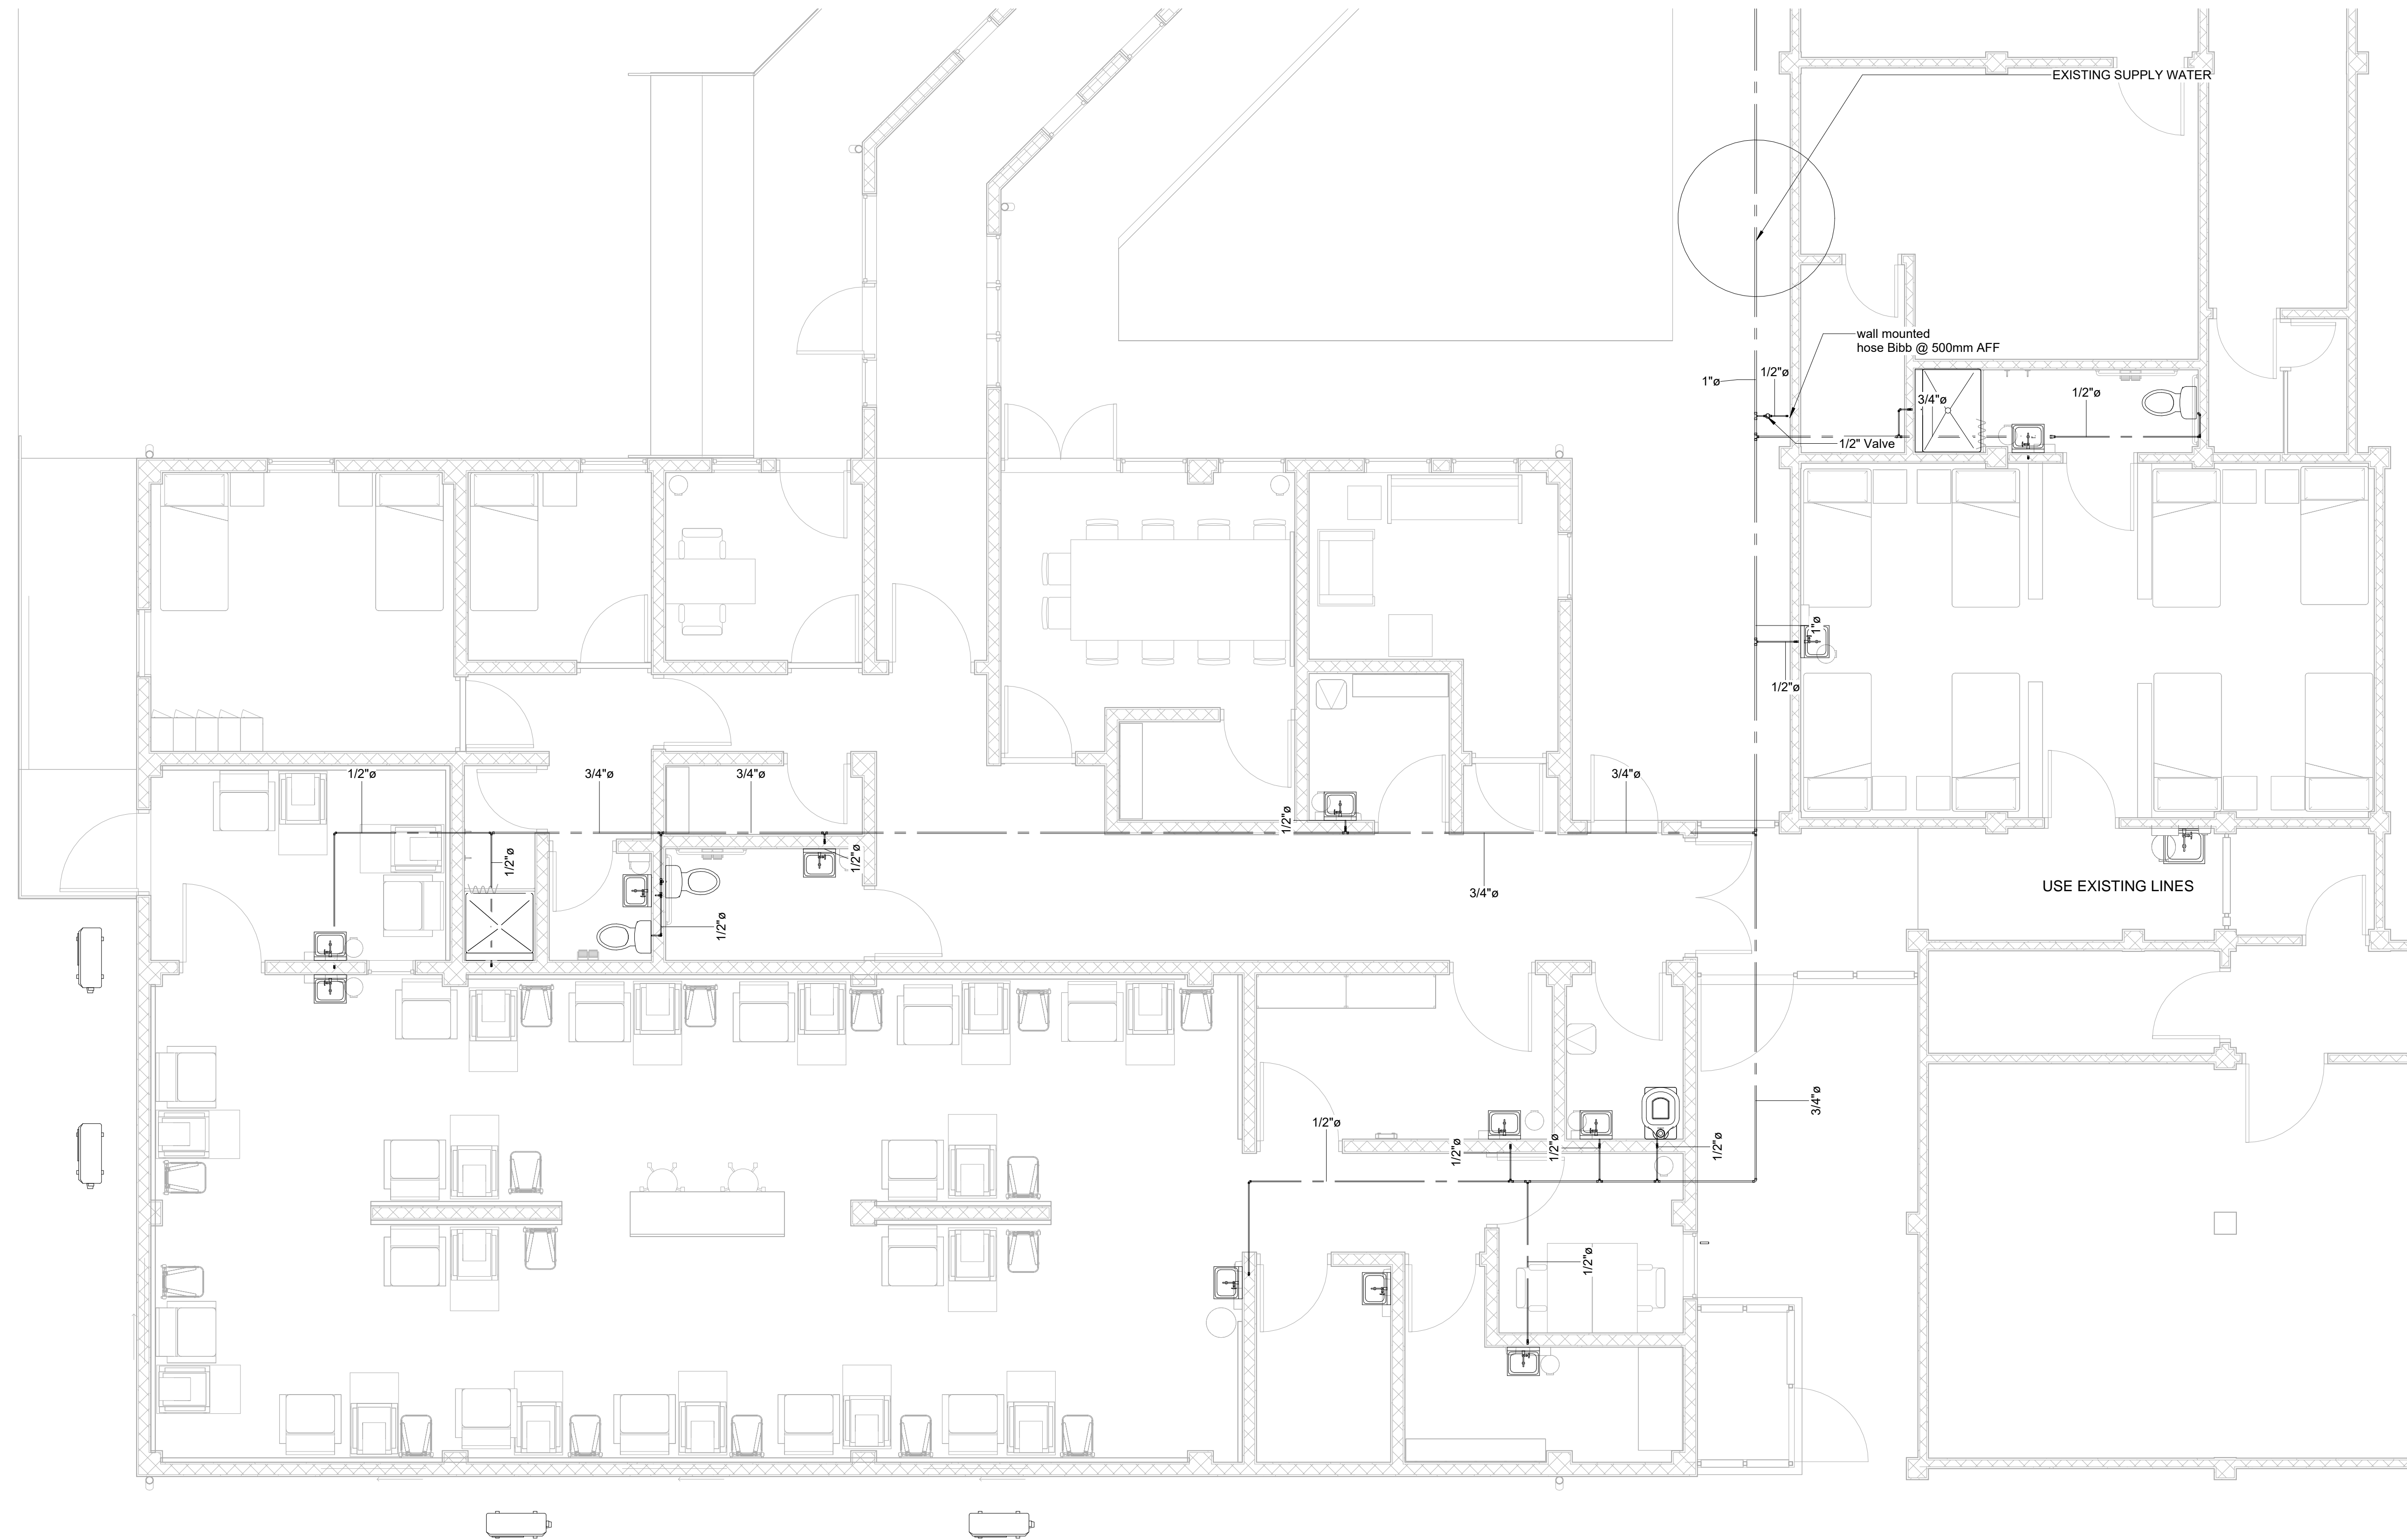 EXISTING SUPPLY WATER
wall mounted
hose Bibb @ 500mm AFF
1"ø
1/2"ø
3/4"ø
1/2"ø
1/2" Valve
1"ø
1/2"ø
1/2"ø
3/4"ø
3/4"ø
3/4"ø
1/2"ø
1/2"ø
1/2"ø
3/4"ø
USE EXISTING LINES
1/2"ø
3/4"ø
1/2"ø
1/2"ø
1/2"ø
1/2"ø
1/2"ø